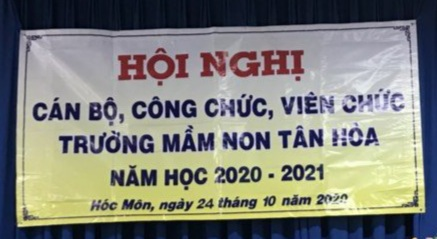 HỘI NGHỊ
CÁN BỘ, CÔNG CHỨC, VIÊN CHỨC
TRƯỜNG MẦM NON TÂN HÒA
NĂM HỌC 2020 - 2021
Hóc Môn, ngày 24 tháng 10 năm 2020